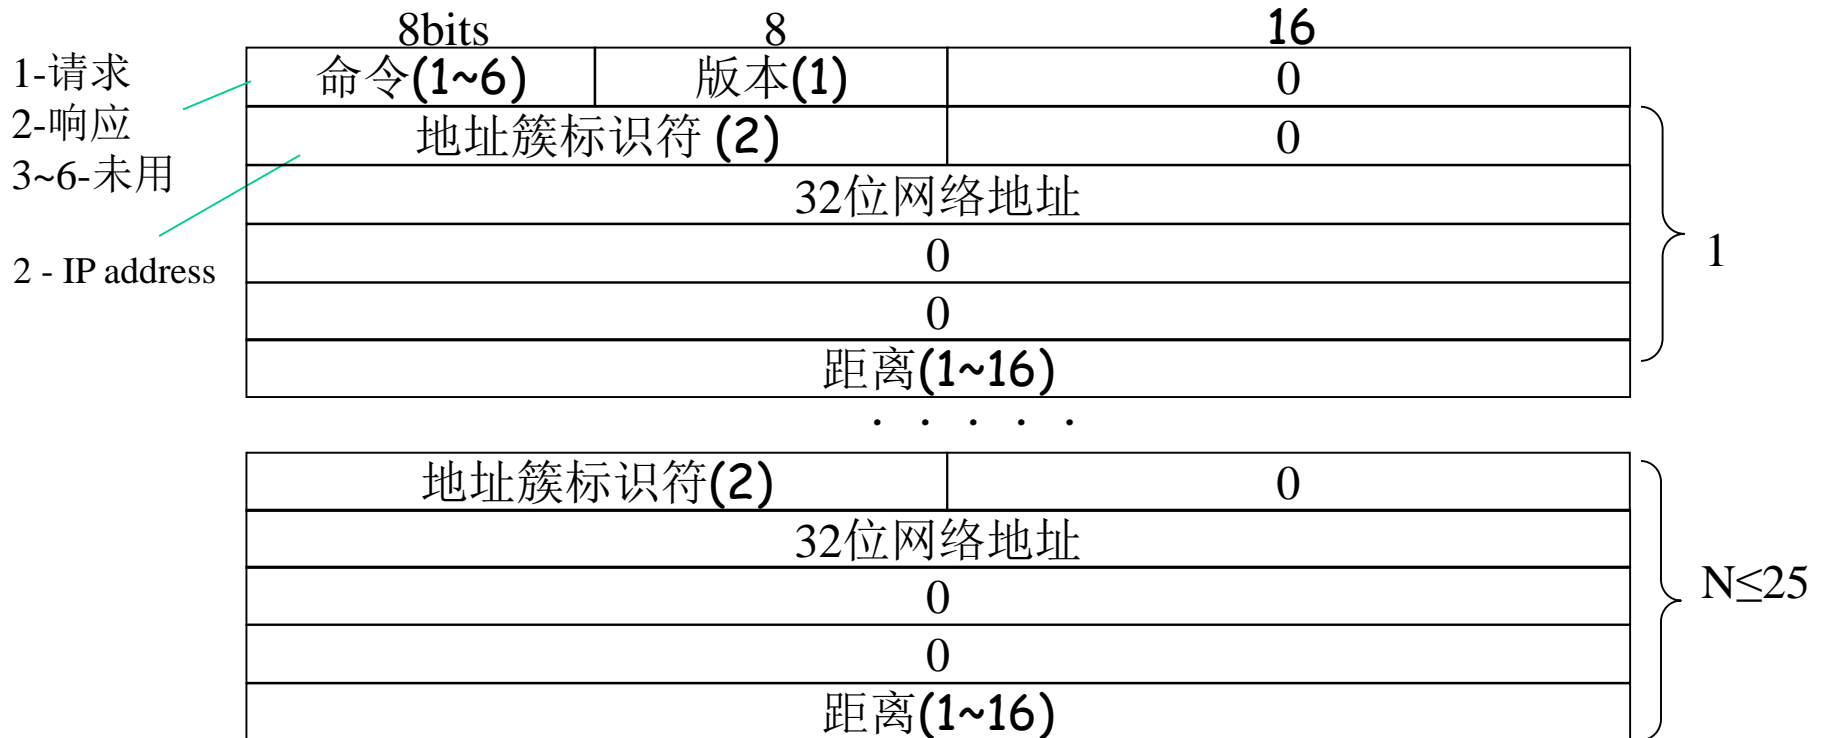 8bits 8 16
1-请求
2-响应
3~6-未用
2 - IP address
命令(1~6) 版本(1) 0
地址簇标识符 (2) 0
32位网络地址
0
0
距离(1~16)
1
· · · · ·
地址簇标识符(2) 0
32位网络地址
0
0
距离(1~16)
N≤25